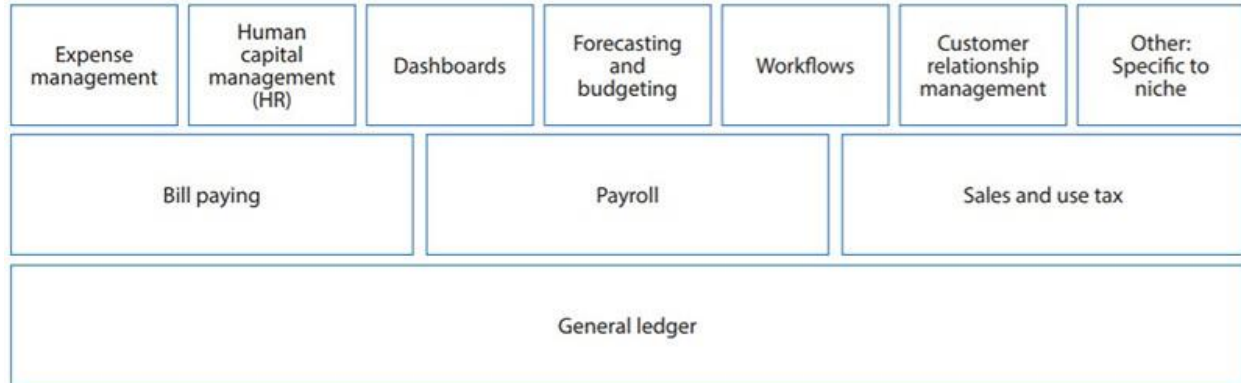 Expense
management
Human
capital
management
(HR)
Dashboards
Forecasting
and
budgeting
Workflows
Customer
relationship
management
Other:
Specific to
niche
Bill paying
Payroll
Sales and use tax
General ledger